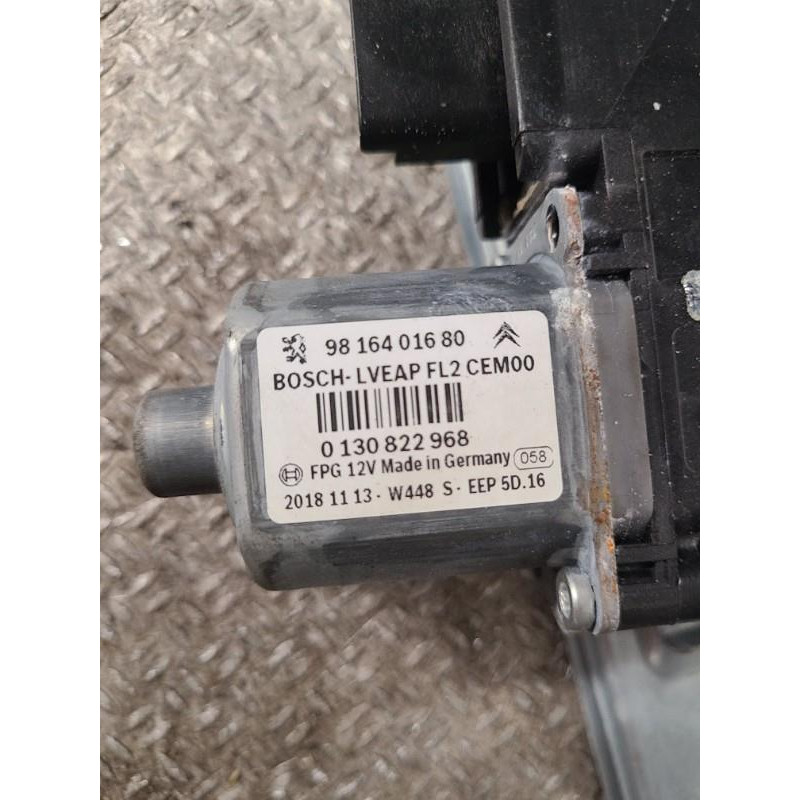 98 164 016 80
BOSCH-LVEAP FL2 CEM00
0 130 822 968
FPG 12V Made in Germany 058
2018 11 13 · W448 S · EEP 5D.16